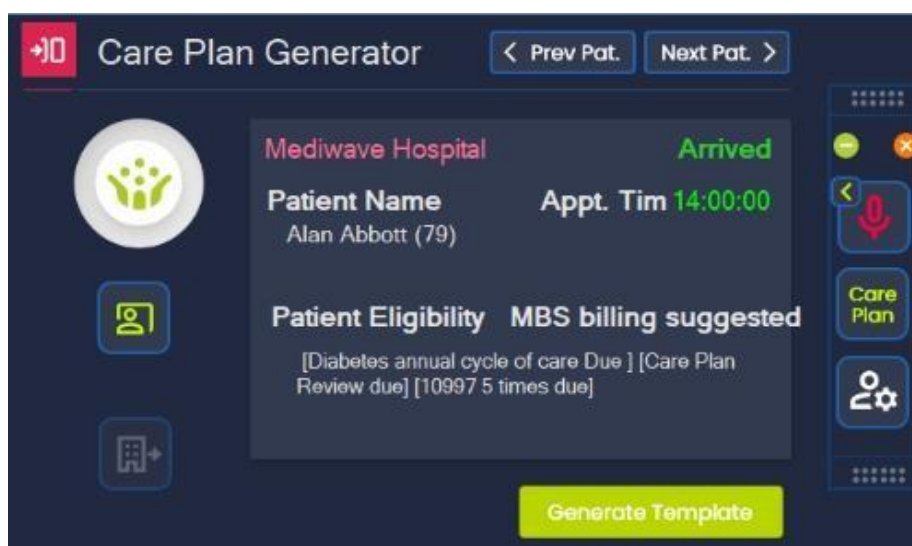 Care Plan Generator
< Prev Pat.
Next Pat. >
Mediwave Hospital
Arrived
Patient Name
Appt. Tim 14:00:00
Alan Abbott (79)
Patient Eligibility
MBS billing suggested
[Diabetes annual cycle of care Due ] [Care Plan
Review due] [10997 5 times due]
Generate Template
Care
Plan